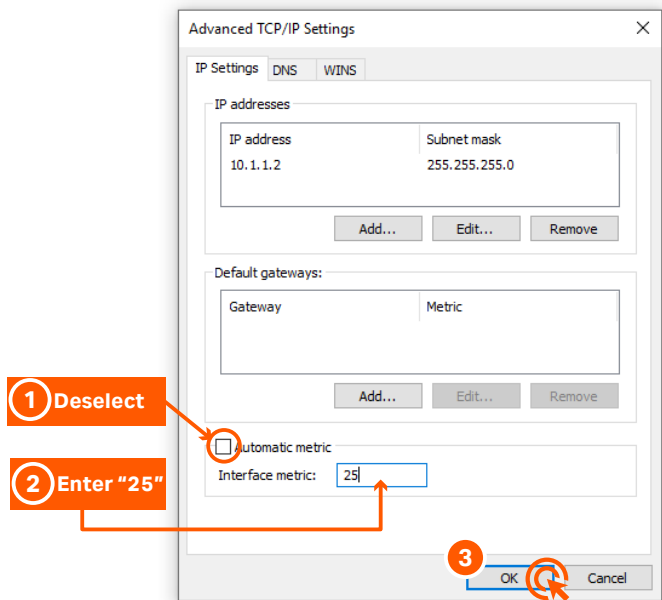 Advanced TCP/IP Settings
IP Settings DNS WINS
IP addresses
IP address Subnet mask
10.1.1.2 255.255.255.0
Add... Edit... Remove
Default gateways:
Gateway Metric
Add... Edit... Remove
1 Deselect
Automatic metric
2 Enter "25"
Interface metric: 25
3
OK Cancel